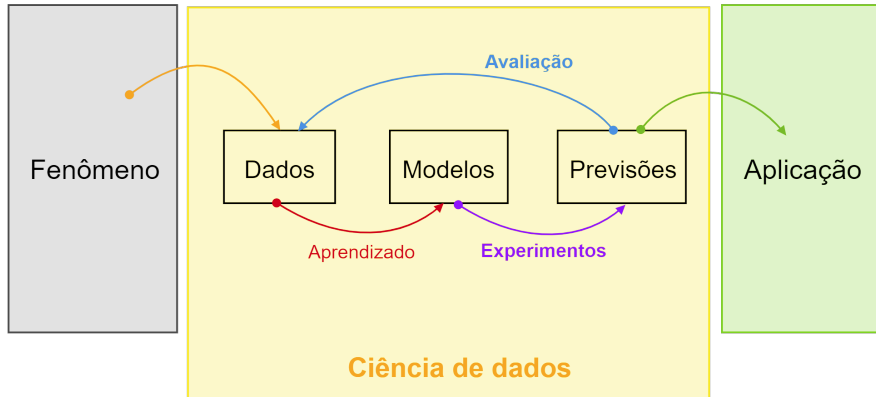 Avaliação
Fenômeno
Dados
Modelos
Previsões
Aplicação
Aprendizado
Experimentos
Ciência de dados